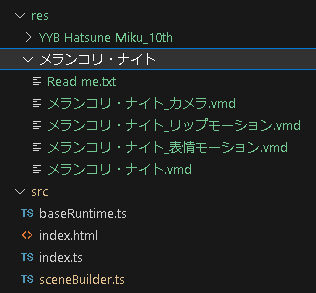 res
YYB Hatsune Miku_10th
メランコリ・ナイト
Read me.txt
メランコリ・ナイト_カメラ.vmd
メランコリ・ナイト_リップモーション.vmd
メランコリ・ナイト_表情モーション.vmd
メランコリ・ナイト.vmd
src
TS baseRuntime.ts
<> index.html
TS index.ts
TS sceneBuilder.ts